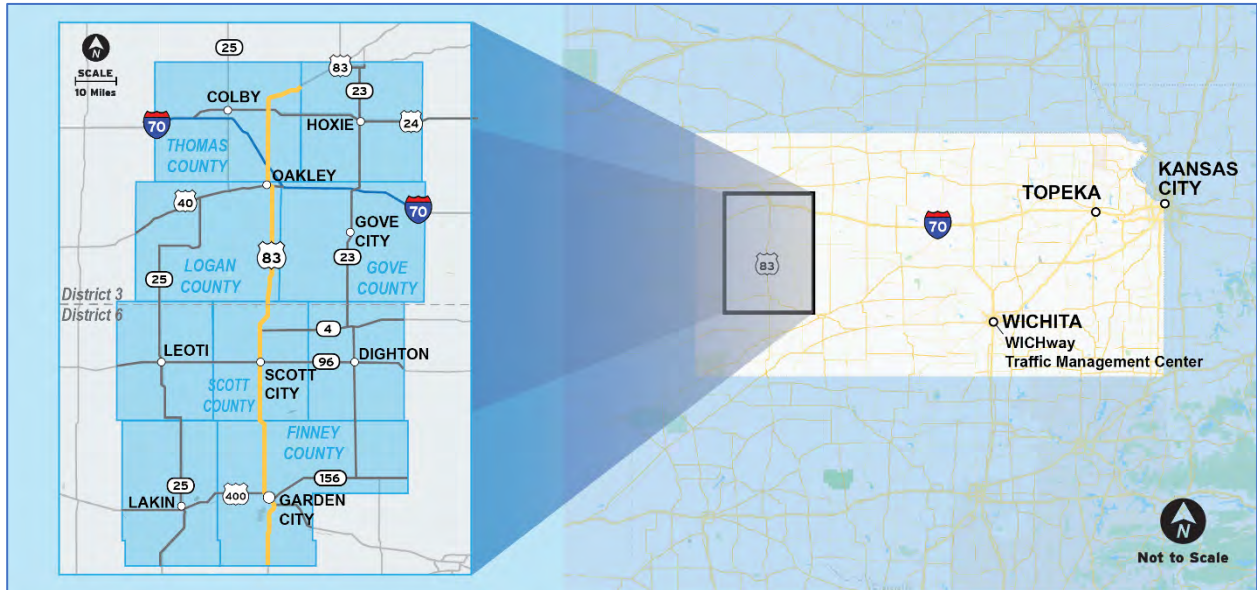 25
N
SCALE
10 Miles
83
COLBY
23
HOXIE
24
70
THOMAS
COUNTY
OAKLEY
40
70
GOVE
CITY
83
23
LOGAN
COUNTY
GOVE
COUNTY
25
District 3
District 6
4
LEOTI
96
DIGHTON
SCOTT
CITY
SCOTT
COUNTY
FINNEY
COUNTY
156
25
400
LAKIN
GARDEN
CITY
KANSAS
CITY
TOPEKA
70
83
WICHITA
WICHway
Traffic Management Center
N
Not to Scale